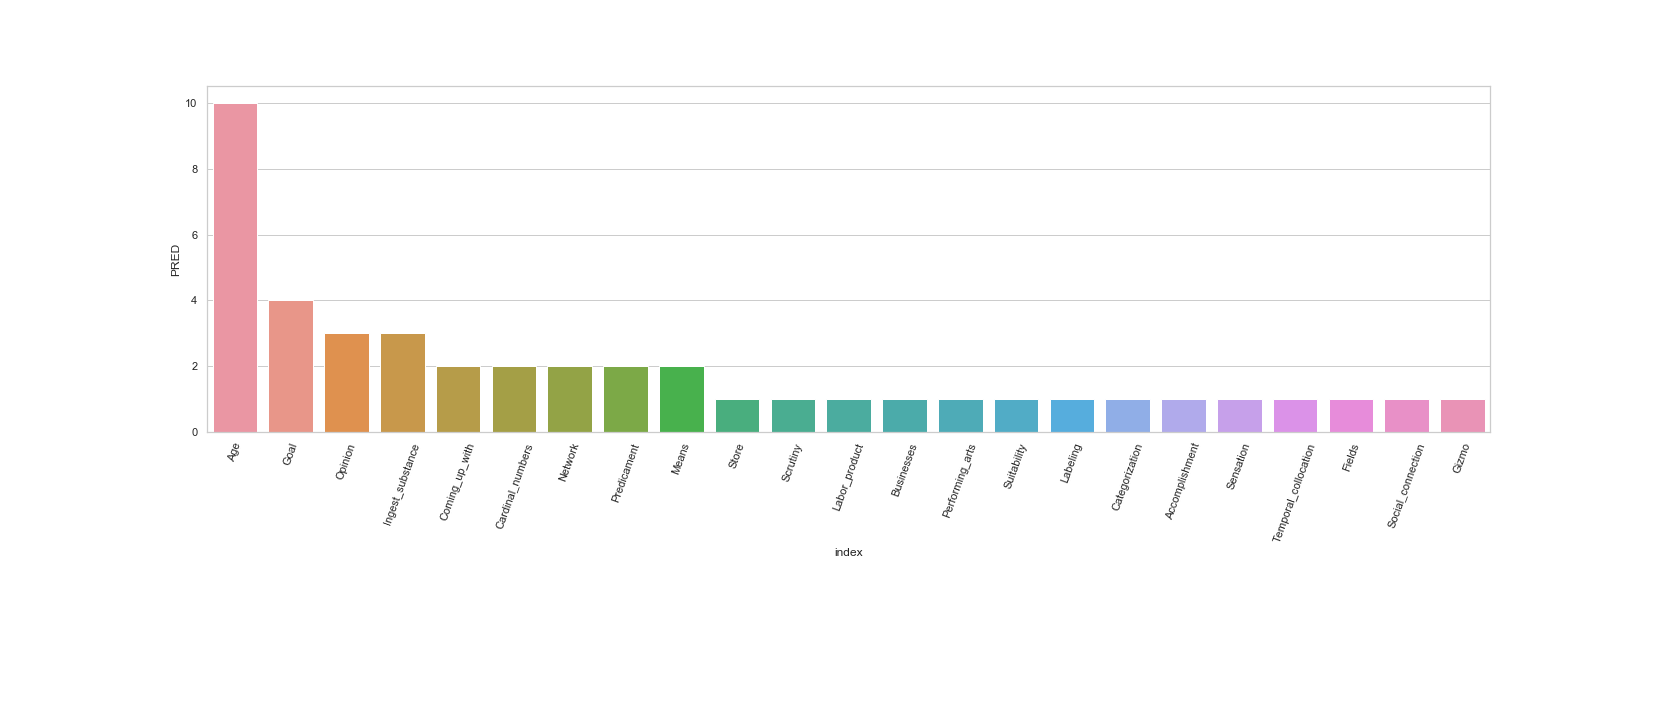 10
8
6
4
2
0
PRED
Age
Goal
Opinion
Ingest_substance
Coming_up_with
Cardinal_numbers
Network
Predicament
Means
Store
Scrutiny
Labor_product
Businesses
Performing_arts
Suitability
Labeling
Categorization
Accomplishment
Sensation
Temporal_collocation
Fields
Social_connection
Gizmo
index